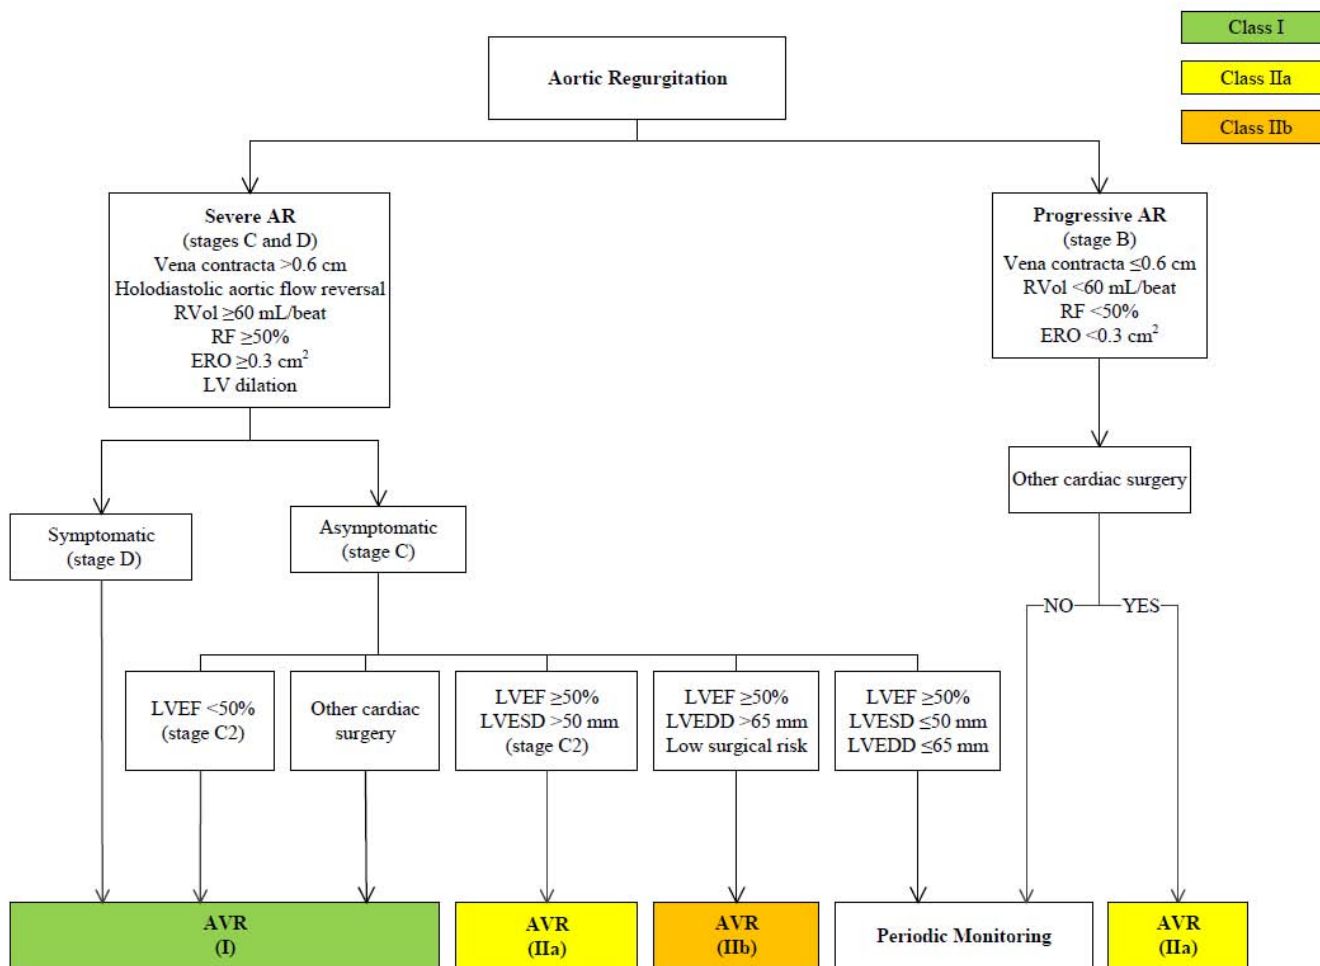 Class I
Class IIa
Class IIb
Aortic Regurgitation
Severe AR
(stages C and D)
Vena contracta >0.6 cm
Holodiastolic aortic flow reversal
RVol ≥60 mL/beat
RF ≥50%
ERO ≥0.3 cm²
LV dilation
Progressive AR
(stage B)
Vena contracta ≤0.6 cm
RVol <60 mL/beat
RF <50%
ERO <0.3 cm²
Other cardiac surgery
Symptomatic
(stage D)
Asymptomatic
(stage C)
NO
YES
LVEF <50%
(stage C2)
Other cardiac
surgery
LVEF ≥50%
LVESD >50 mm
(stage C2)
LVEF ≥50%
LVEDD >65 mm
Low surgical risk
LVEF ≥50%
LVESD ≤50 mm
LVEDD ≤65 mm
AVR
(I)
AVR
(IIa)
AVR
(IIb)
Periodic Monitoring
AVR
(IIa)